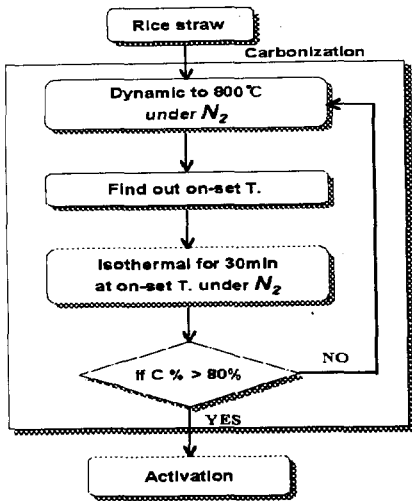 Rice straw
Carbonization
Dynamic to 800℃
under N₂
Find out on-set T.
Isothermal for 30min
at on-set T. under N₂
If C % > 80%
NO
YES
Activation